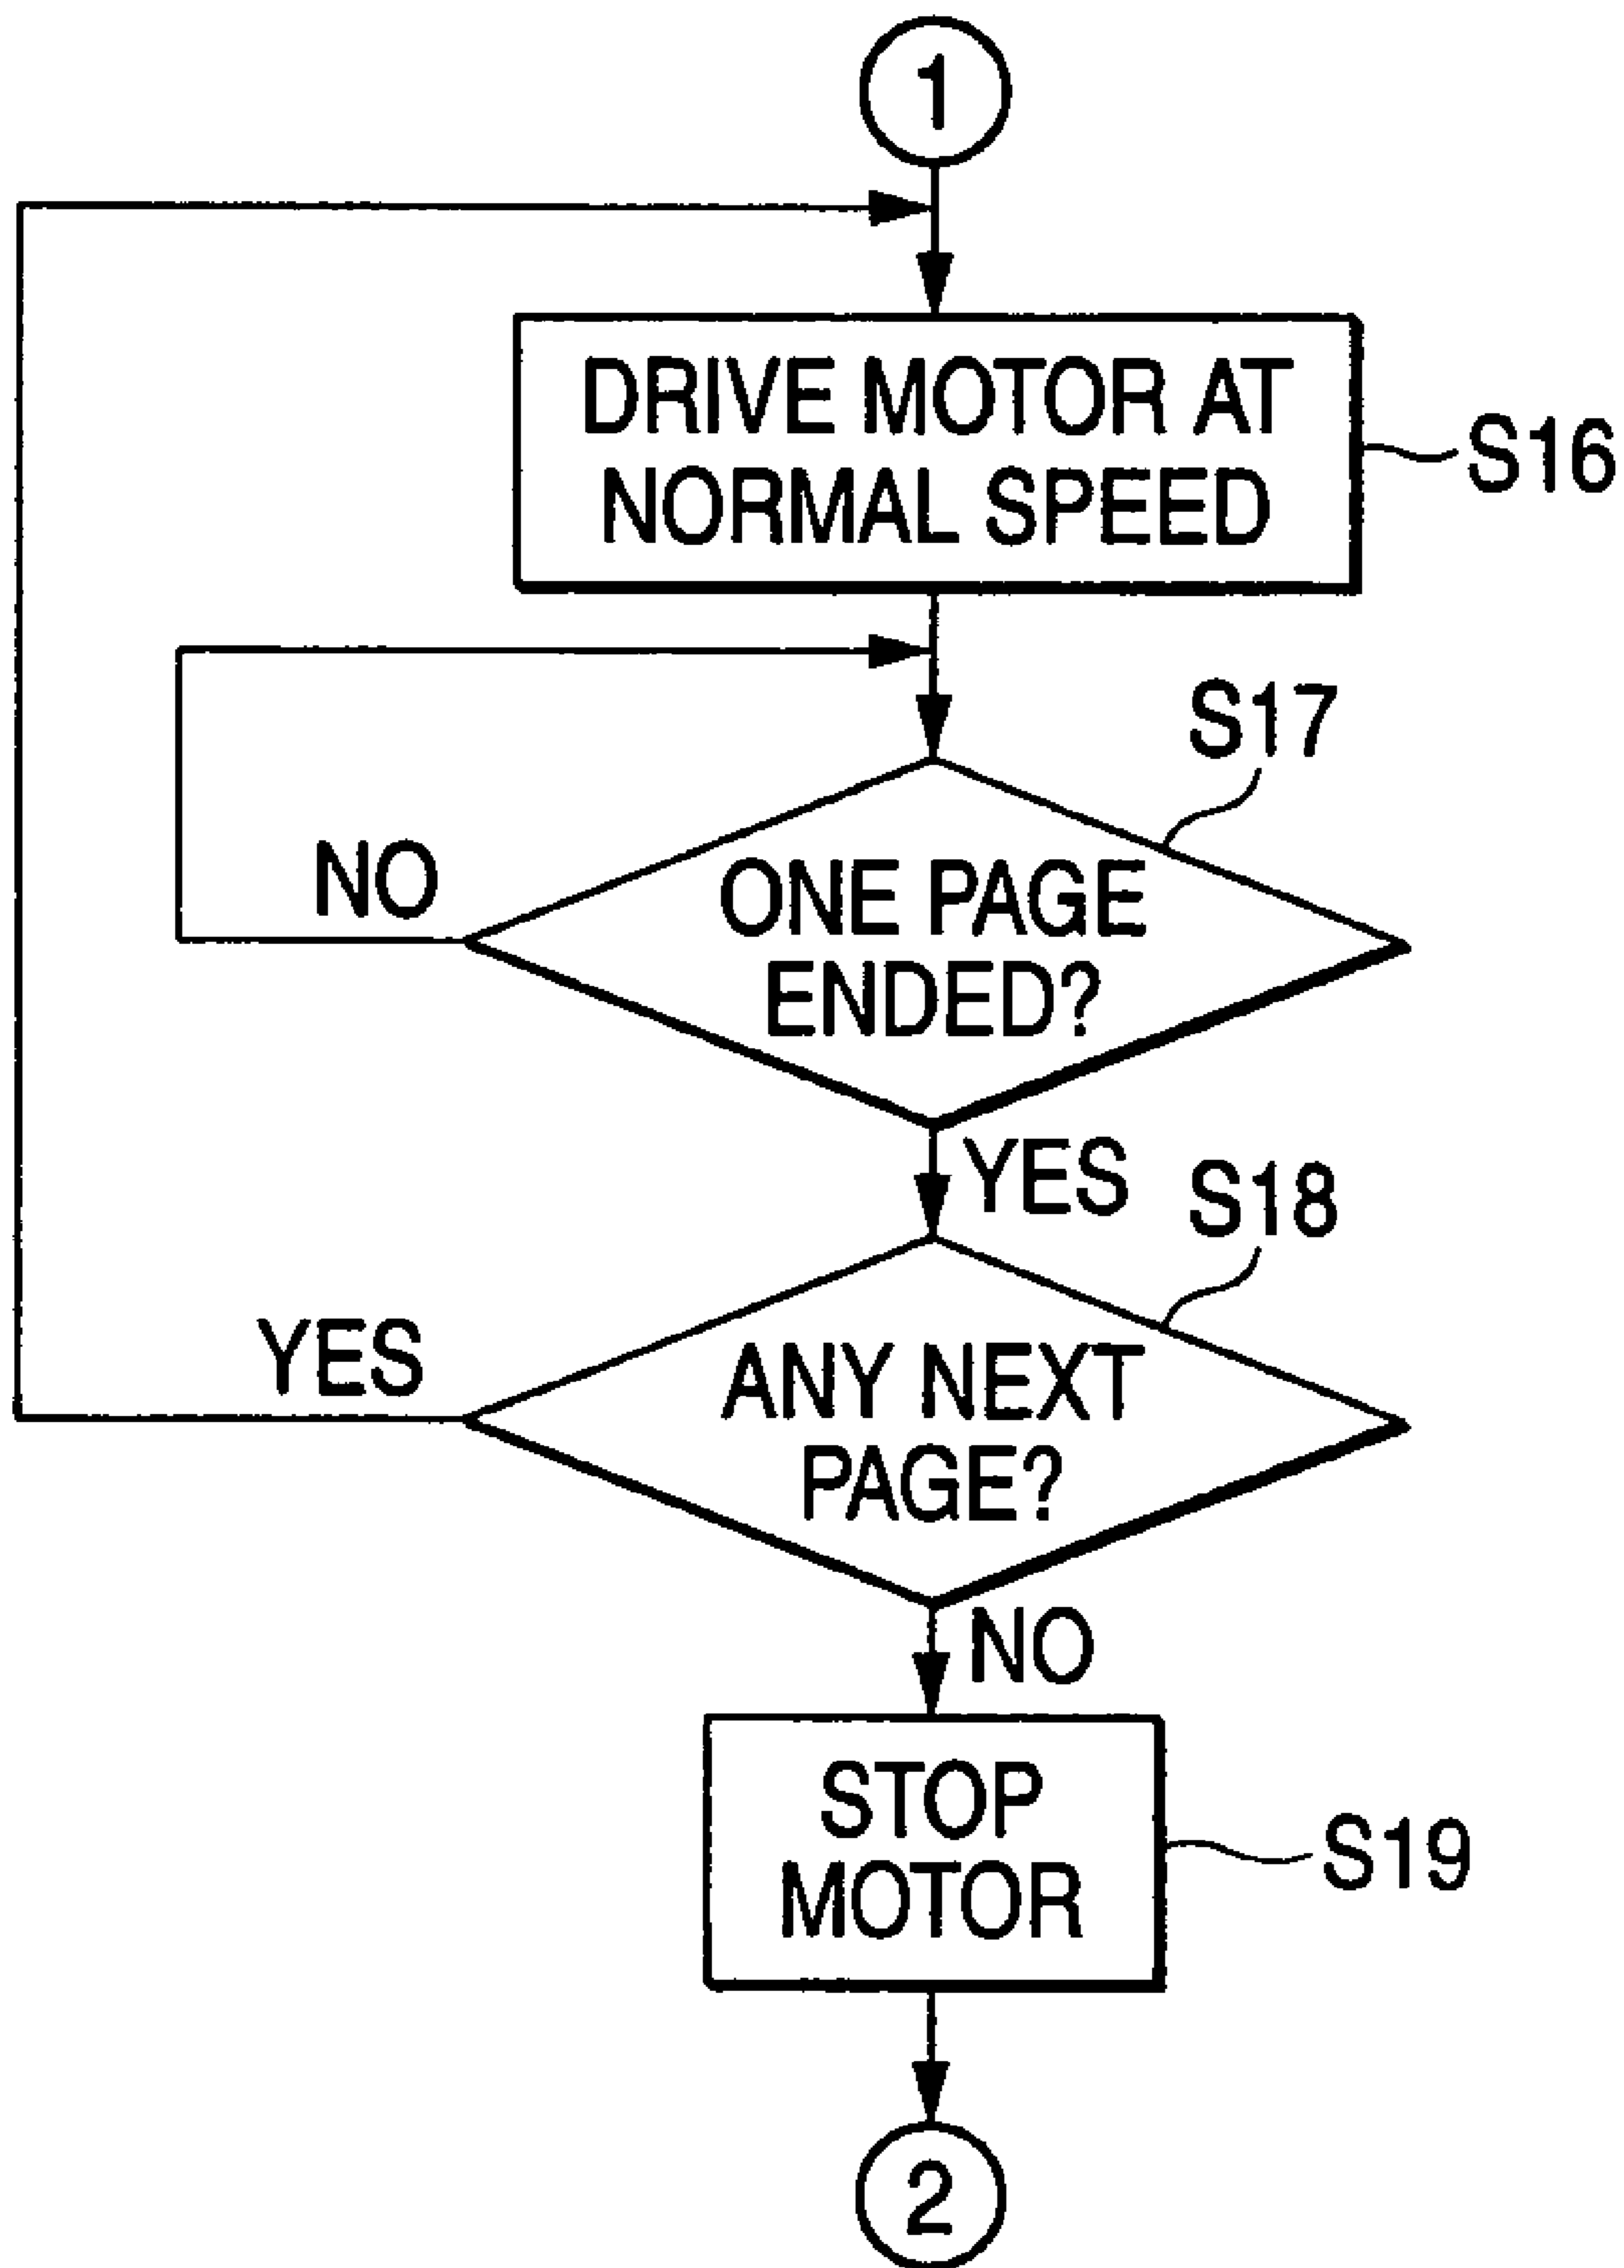 1
DRIVE MOTOR AT
NORMAL SPEED
S16
S17
NO
ONE PAGE
ENDED?
YES
S18
YES
ANY NEXT
PAGE?
NO
STOP
MOTOR
S19
2